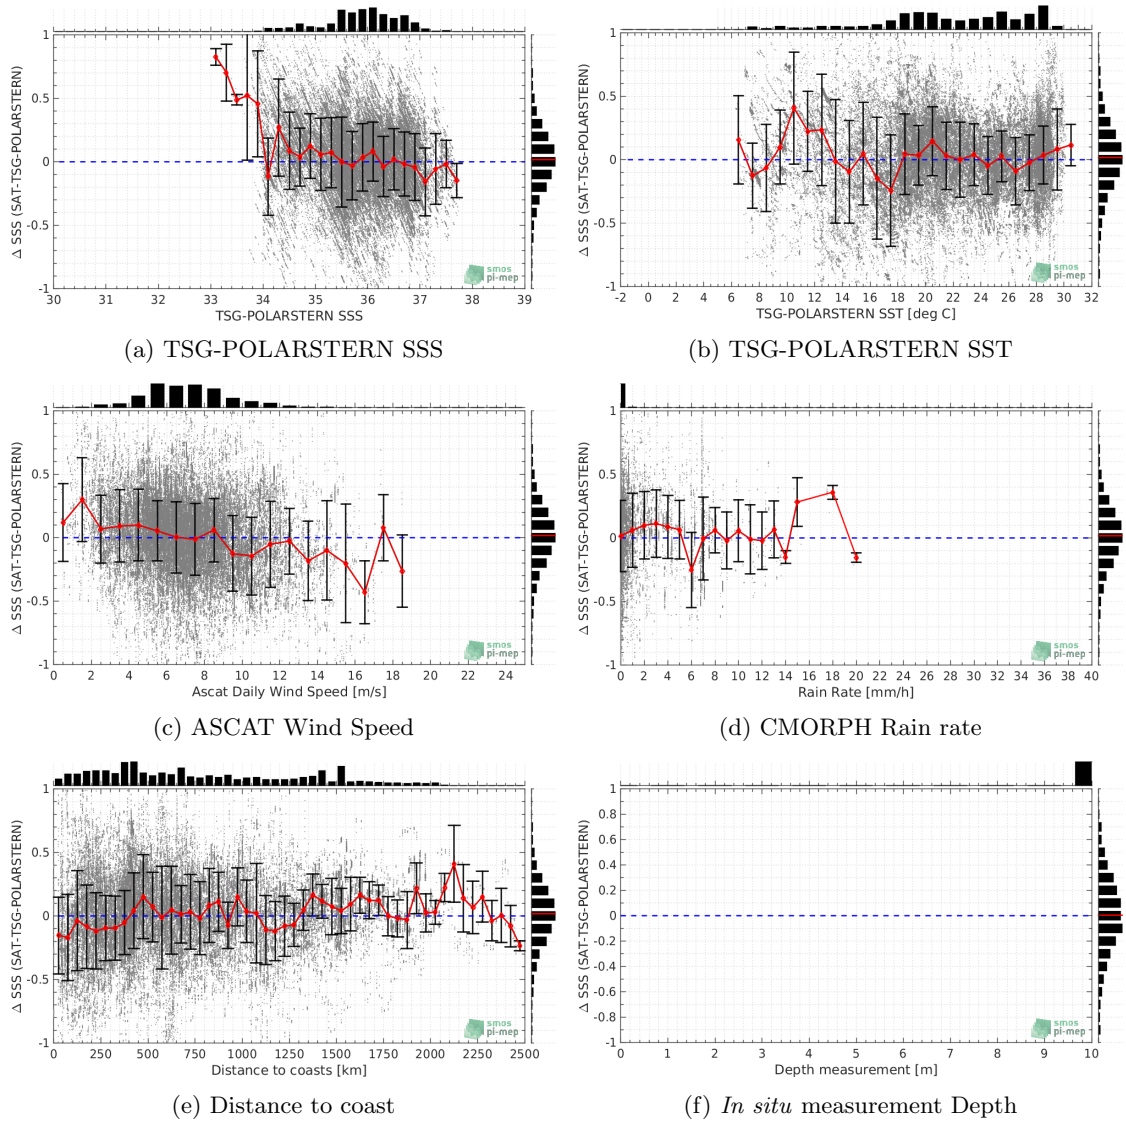 1
0.5
0
-0.5
-1
Δ SSS (SAT-TSG-POLARSTERN)
30 31 32 33 34 35 36 37 38 39
TSG-POLARSTERN SSS
smos
pi-mep
(a) TSG-POLARSTERN SSS
1
0.5
0
-0.5
-1
Δ SSS (SAT-TSG-POLARSTERN)
-2 0 2 4 6 8 10 12 14 16 18 20 22 24 26 28 30 32
TSG-POLARSTERN SST [deg C]
smos
pi-mep
(b) TSG-POLARSTERN SST
1
0.5
0
-0.5
-1
Δ SSS (SAT-TSG-POLARSTERN)
0 2 4 6 8 10 12 14 16 18 20 22 24
Ascat Daily Wind Speed [m/s]
smos
pi-mep
(c) ASCAT Wind Speed
1
0.5
0
-0.5
-1
Δ SSS (SAT-TSG-POLARSTERN)
0 2 4 6 8 10 12 14 16 18 20 22 24 26 28 30 32 34 36 38 40
Rain Rate [mm/h]
smos
pi-mep
(d) CMORPH Rain rate
1
0.5
0
-0.5
-1
Δ SSS (SAT-TSG-POLARSTERN)
0 250 500 750 1000 1250 1500 1750 2000 2250 2500
Distance to coasts [km]
smos
pi-mep
(e) Distance to coast
1
0.8
0.6
0.4
0.2
0
-0.2
-0.4
-0.6
-0.8
-1
Δ SSS (SAT-TSG-POLARSTERN)
0 1 2 3 4 5 6 7 8 9 10
Depth measurement [m]
smos
pi-mep
(f) In situ measurement Depth